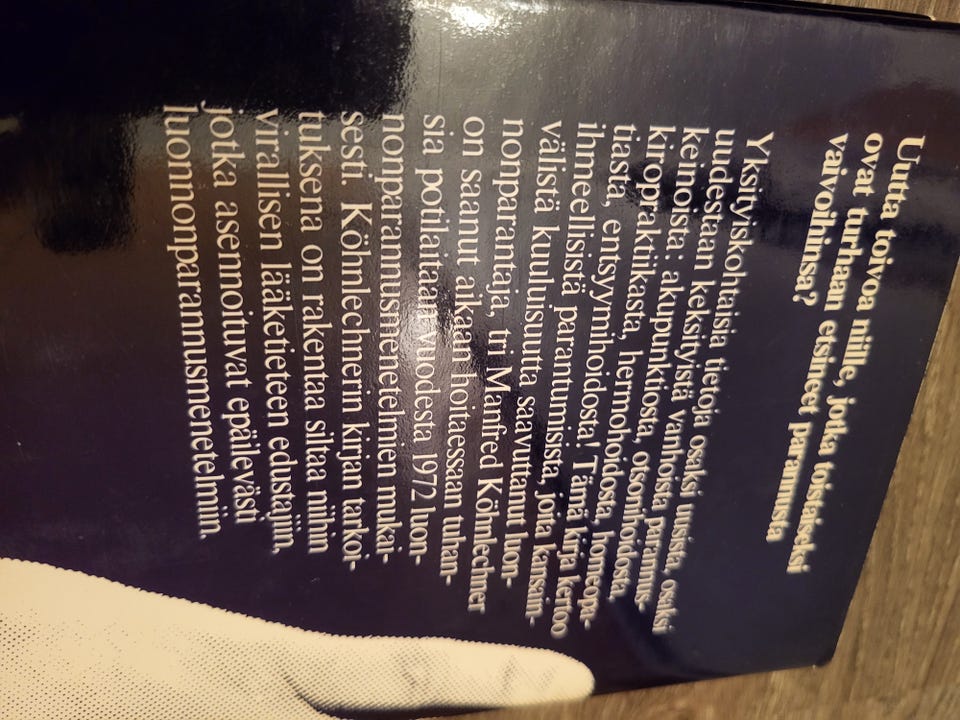 Uutta toivoa niille, jotka toistaiseksi
ovat turhaan etsineet parannusta
vaivoihinsa?
Yksityiskohtaisia tietoja osaksi uusista, osaksi
uudestaan keksityistä vanhoista parannus-
keinoista: akupunktiosta, otsonihoidosta,
kiropraktiikasta, hermohoidosta, homeopa-
tiasta, entsyymihoidosta! Tämä kirja kertoo
ihmeellisistä parantumisista, joita kansain-
välistä kuuluisuutta saavuttanut luon-
nonparantaja, tri Manfred Köhnlechner
on saanut aikaan hoitaessaan tuhan-
sia potilaitaan vuodesta 1972 luon-
nonparannusmenetelmien mukai-
sesti. Köhnlechnerin kirjan tarkoi-
tuksena on rakentaa siltaa niihin
virallisen lääketieteen edustajiin,
jotka asennoituvat epäilevästi
luonnonparannusmenetelmiin.